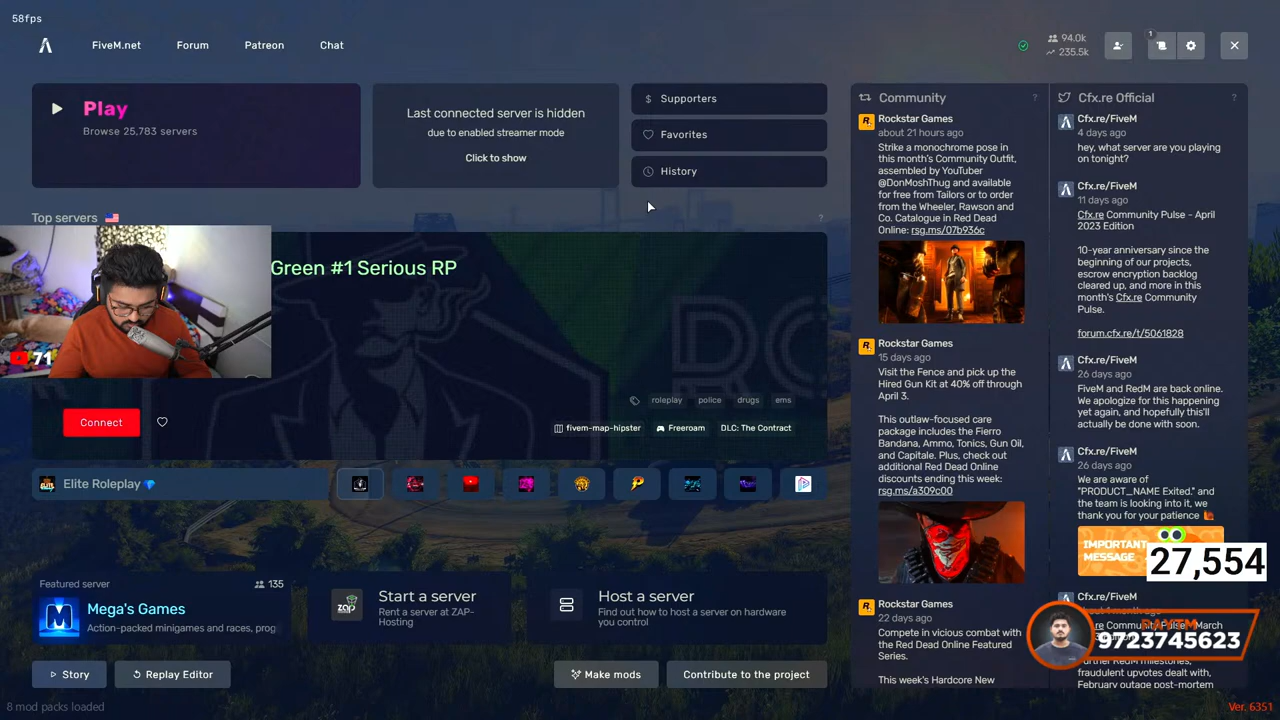 58fps
FiveM.net
Forum
Patreon
Chat
94.0k
235.5k
1
Play
Browse 25,783 servers
Last connected server is hidden
due to enabled streamer mode
Click to show
Supporters
Favorites
History
Top servers
?
Green #1 Serious RP
71
Connect
roleplay
police
drugs
ems
fivem-map-hipster
Freeroam
DLC: The Contract
Elite Roleplay
Featured server
135
Mega's Games
Action-packed minigames and races, prog
Start a server
Rent a server at ZAP-
Hosting
Host a server
Find out how to host a server on hardware
you control
Story
Replay Editor
Make mods
Contribute to the project
8 mod packs loaded
Community
?
Rockstar Games
about 21 hours ago
Strike a monochrome pose in
this month's Community Outfit,
assembled by YouTuber
@DonMoshThug and available
for free from Tailors or to order
from the Wheeler, Rawson and
Co. Catalogue in Red Dead
Online: rsg.ms/07b936c
Rockstar Games
15 days ago
Visit the Fence and pick up the
Hired Gun Kit at 40% off through
April 3.
This outlaw-focused care
package includes the Fierro
Bandana, Ammo, Tonics, Gun Oil,
and Capitale. Plus, check out
additional Red Dead Online
discounts ending this week:
rsg.ms/a309c00
Rockstar Games
22 days ago
Compete in vicious combat with
the Red Dead Online Featured
Series.
This week's Hardcore New
Cfx.re Official
?
Cfx.re/FiveM
4 days ago
hey, what server are you playing
on tonight?
Cfx.re/FiveM
11 days ago
Cfx.re Community Pulse - April
2023 Edition
10-year anniversary since the
beginning of our projects,
escrow encryption backlog
cleared up, and more in this
month's Cfx.re Community
Pulse.
forum.cfx.re/t/5061828
Cfx.re/FiveM
26 days ago
FiveM and RedM are back online.
We apologize for this happening
yet again, and hopefully this'll
actually be done with soon.
Cfx.re/FiveM
26 days ago
We are aware of
"PRODUCT_NAME Exited." and
the team is looking into it, we
thank you for your patience
IMPORTANT
MESSAGE
27,554
Cfx.re/FiveM
PAYTM
9723745623
fraudulent upvotes dealt with,
February outage post-mortem
Ver. 6351